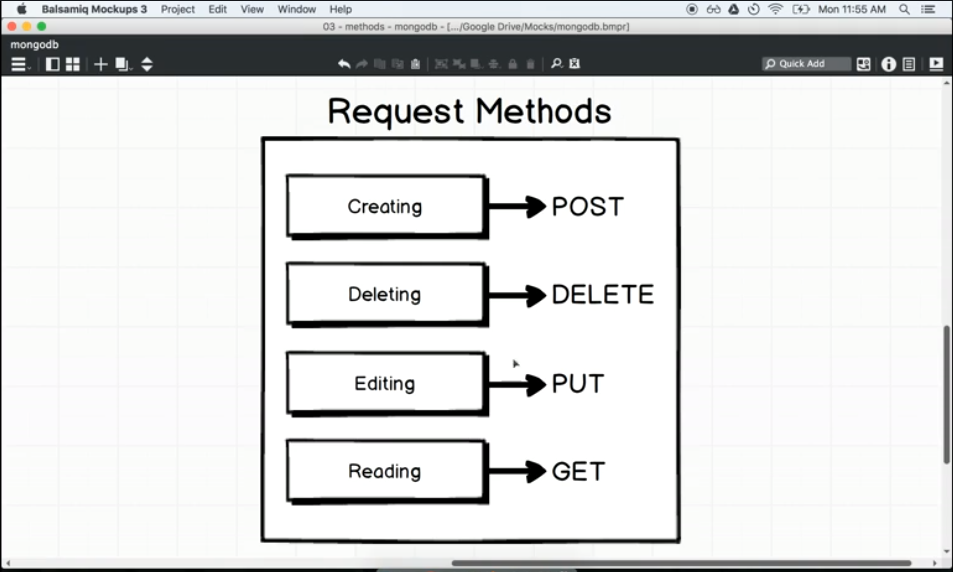 Balsamiq Mockups 3 Project Edit View Window Help Mon 11:55 AM
03 - methods - mongodb - [.../Google Drive/Mocks/mongodb.bmpr]
mongodb
Quick Add
Request Methods
Creating POST
Deleting DELETE
Editing PUT
Reading GET